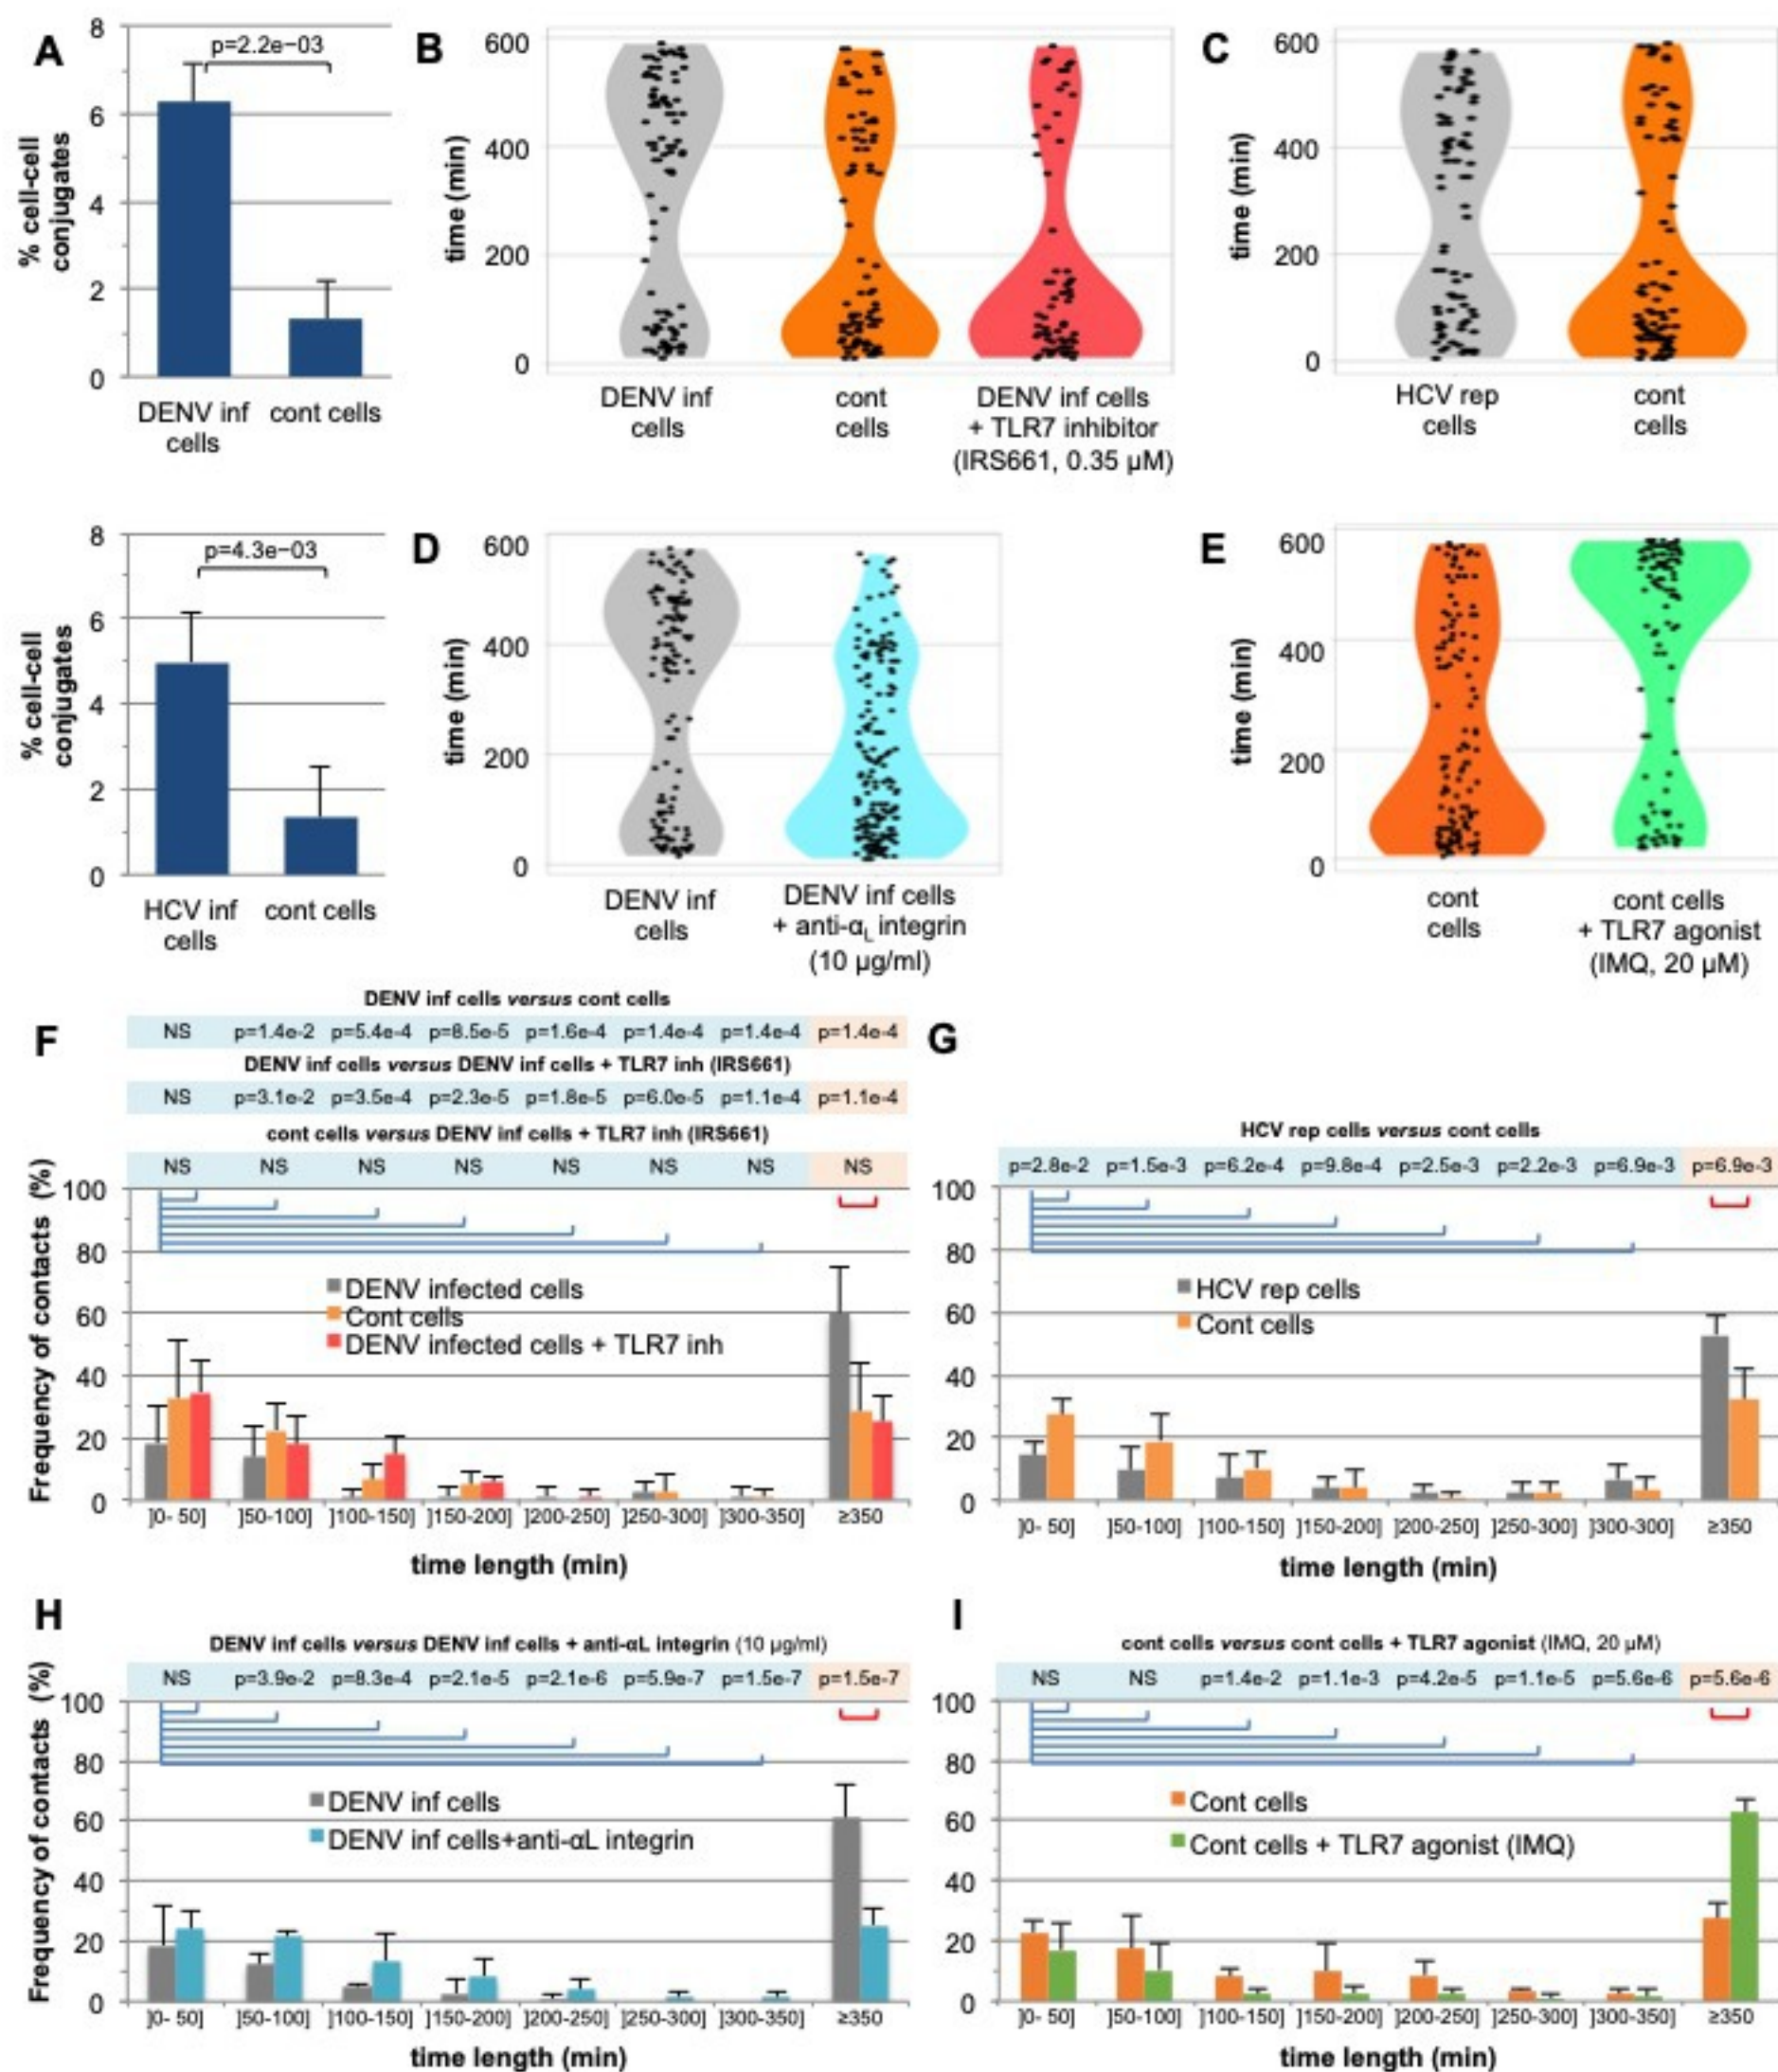 A
8
6
4
2
0
% cell-cell
conjugates
p=2.2e−03
DENV inf
cells
cont cells
B
600
400
200
0
time (min)
DENV inf
cells
cont
cells
DENV inf cells
+ TLR7 inhibitor
(IRS661, 0.35 µM)
C
600
400
200
0
time (min)
HCV rep
cells
cont
cells
8
6
4
2
0
% cell-cell
conjugates
p=4.3e−03
HCV inf
cells
cont cells
D
600
400
200
0
time (min)
DENV inf
cells
DENV inf cells
+ anti-αL integrin
(10 µg/ml)
E
600
400
200
0
time (min)
cont
cells
cont cells
+ TLR7 agonist
(IMQ, 20 µM)
F
DENV inf cells versus cont cells
NS p=1.4e-2 p=5.4e-4 p=8.5e-5 p=1.6e-4 p=1.4e-4 p=1.4e-4 p=1.4e-4
DENV inf cells versus DENV inf cells + TLR7 inh (IRS661)
NS p=3.1e-2 p=3.5e-4 p=2.3e-5 p=1.8e-5 p=6.0e-5 p=1.1e-4 p=1.1e-4
cont cells versus DENV inf cells + TLR7 inh (IRS661)
NS NS NS NS NS NS NS NS
Frequency of contacts (%)
100
80
60
40
20
0
DENV infected cells
Cont cells
DENV infected cells + TLR7 inh
]0- 50] ]50-100] ]100-150] ]150-200] ]200-250] ]250-300] ]300-350] ≥350
time length (min)
G
HCV rep cells versus cont cells
p=2.8e-2 p=1.5e-3 p=6.2e-4 p=9.8e-4 p=2.5e-3 p=2.2e-3 p=6.9e-3 p=6.9e-3
100
80
60
40
20
0
HCV rep cells
Cont cells
]0- 50] ]50-100] ]100-150] ]150-200] ]200-250] ]250-300] ]300-300] ≥350
time length (min)
H
DENV inf cells versus DENV inf cells + anti-αL integrin (10 µg/ml)
NS p=3.9e-2 p=8.3e-4 p=2.1e-5 p=2.1e-6 p=5.9e-7 p=1.5e-7 p=1.5e-7
Frequency of contacts (%)
100
80
60
40
20
0
DENV inf cells
DENV inf cells+anti-αL integrin
]0- 50] ]50-100] ]100-150] ]150-200] ]200-250] ]250-300] ]300-350] ≥350
time length (min)
I
cont cells versus cont cells + TLR7 agonist (IMQ, 20 µM)
NS NS p=1.4e-2 p=1.1e-3 p=4.2e-5 p=1.1e-5 p=5.6e-6 p=5.6e-6
100
80
60
40
20
0
Cont cells
Cont cells + TLR7 agonist (IMQ)
]0- 50] ]50-100] ]100-150] ]150-200] ]200-250] ]250-300] ]300-350] ≥350
time length (min)